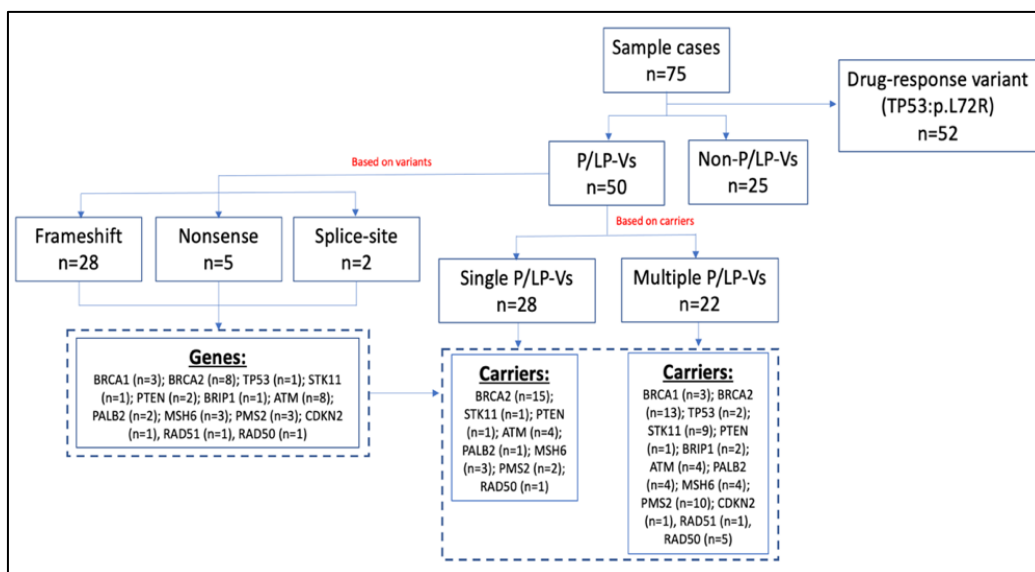 Sample cases
n=75
Drug-response variant
(TP53:p.L72R)
n=52
Based on variants
P/LP-Vs
n=50
Non-P/LP-Vs
n=25
Based on carriers
Frameshift
n=28
Nonsense
n=5
Splice-site
n=2
Single P/LP-Vs
n=28
Multiple P/LP-Vs
n=22
Genes:
BRCA1 (n=3); BRCA2 (n=8); TP53 (n=1); STK11
(n=1); PTEN (n=2); BRIP1 (n=1); ATM (n=8);
PALB2 (n=2); MSH6 (n=3); PMS2 (n=3); CDKN2
(n=1), RAD51 (n=1), RAD50 (n=1)
Carriers:
BRCA2 (n=15);
STK11 (n=1); PTEN
(n=1); ATM (n=4);
PALB2 (n=1); MSH6
(n=3); PMS2 (n=2);
RAD50 (n=1)
Carriers:
BRCA1 (n=3); BRCA2
(n=13); TP53 (n=2);
STK11 (n=9); PTEN
(n=1); BRIP1 (n=2);
ATM (n=4); PALB2
(n=4); MSH6 (n=4);
PMS2 (n=10); CDKN2
(n=1), RAD51 (n=1),
RAD50 (n=5)